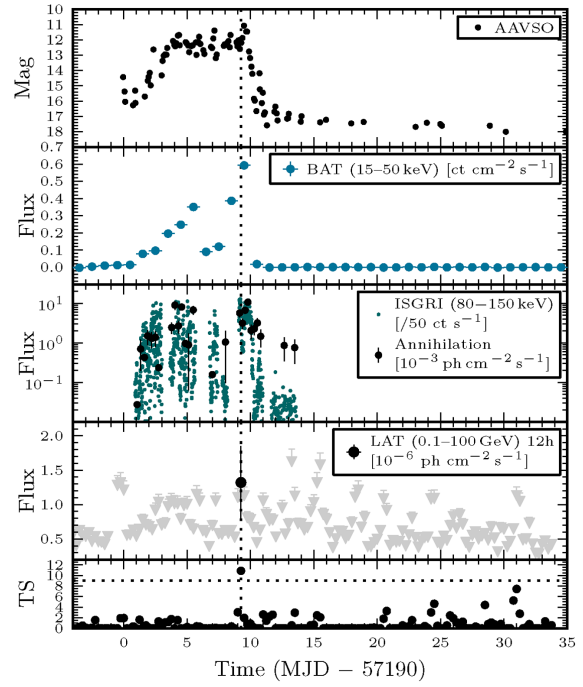 10
11
12
13
14
15
16
17
18
Mag
AAVSO
0.7
0.6
0.5
0.4
0.3
0.2
0.1
0.0
Flux
BAT (15–50 keV) [ct cm⁻² s⁻¹]
10¹
10⁰
10⁻¹
Flux
ISGRI (80−150 keV)
[/50 ct s⁻¹]
Annihilation
[10⁻³ ph cm⁻² s⁻¹]
2.0
1.5
1.0
0.5
Flux
LAT (0.1–100 GeV) 12h
[10⁻⁶ ph cm⁻² s⁻¹]
12
10
8
6
4
2
0
TS
0 5 10 15 20 25 30 35
Time (MJD − 57190)